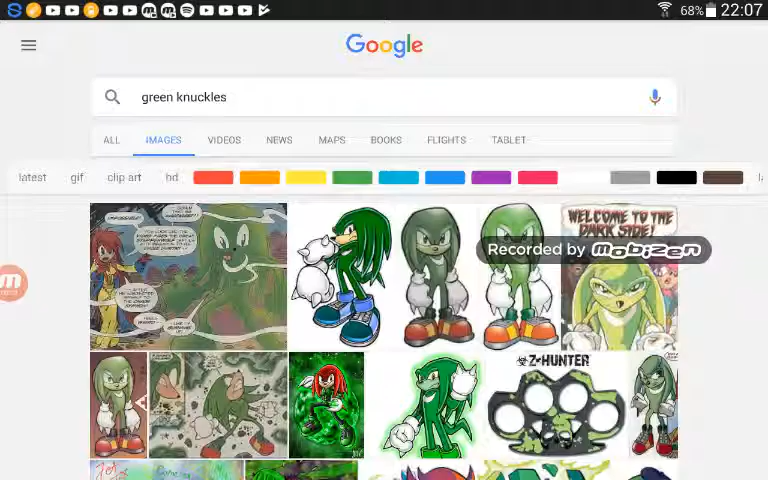 68% 22:07
Google
green knuckles
ALL IMAGES VIDEOS NEWS MAPS BOOKS FLIGHTS TABLET
latest gif clip art hd
WELCOME TO THE
DARK SIDE!
Recorded by mobizen
Z-HUNTER